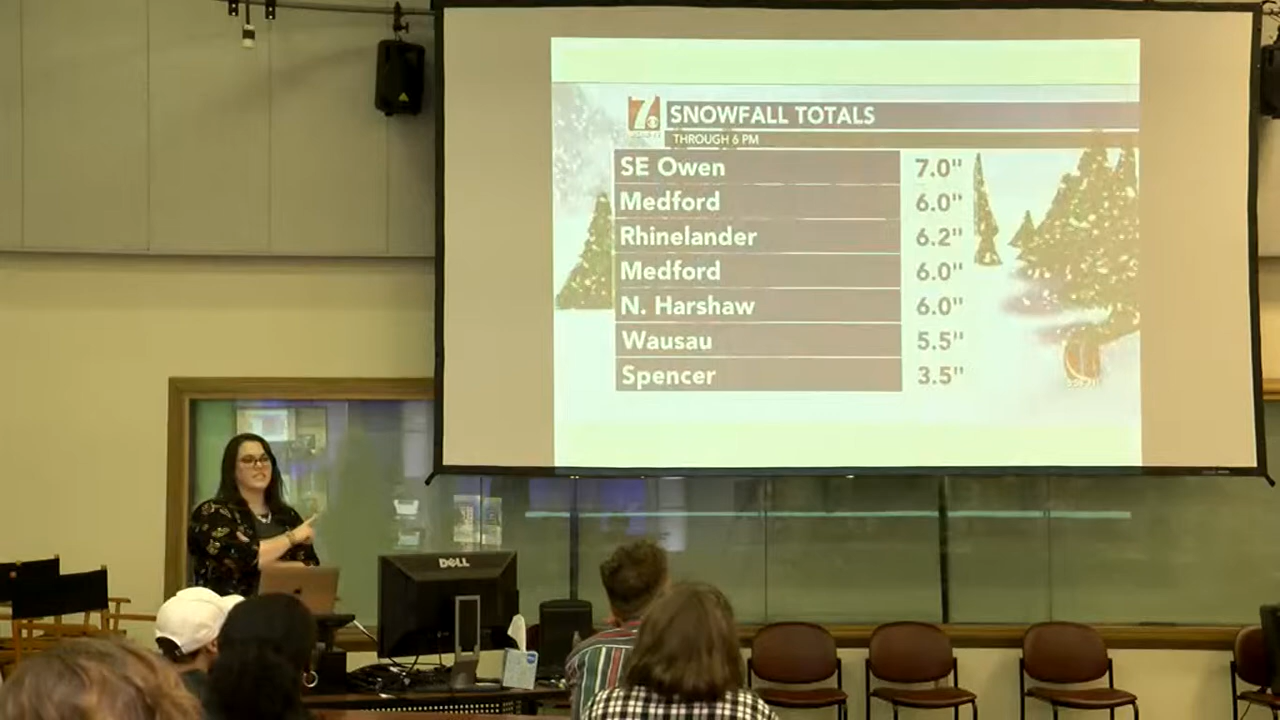 7
SNOWFALL TOTALS
THROUGH 6 PM
SE Owen 7.0"
Medford 6.0"
Rhinelander 6.2"
Medford 6.0"
N. Harshaw 6.0"
Wausau 5.5"
Spencer 3.5"
DELL